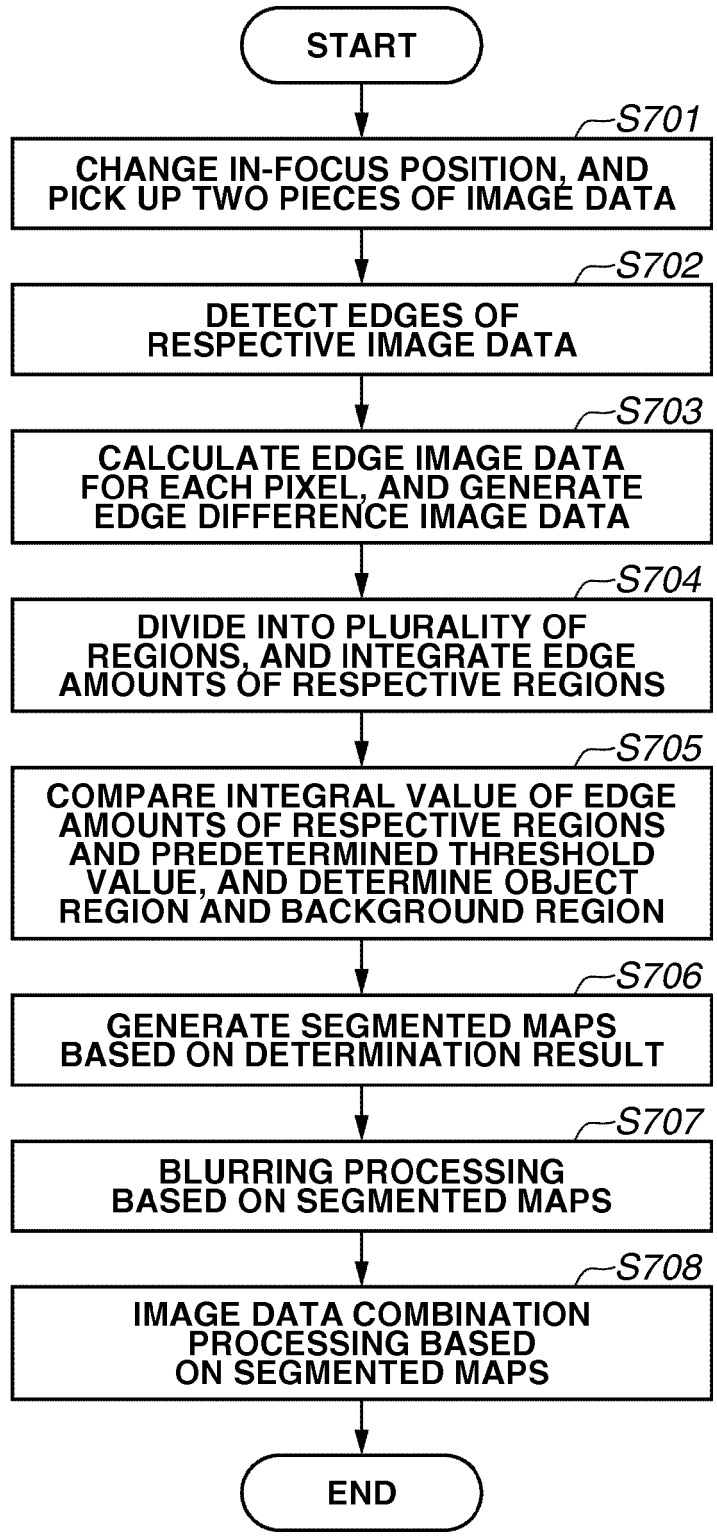 START
S701
CHANGE IN-FOCUS POSITION, AND
PICK UP TWO PIECES OF IMAGE DATA
S702
DETECT EDGES OF
RESPECTIVE IMAGE DATA
S703
CALCULATE EDGE IMAGE DATA
FOR EACH PIXEL, AND GENERATE
EDGE DIFFERENCE IMAGE DATA
S704
DIVIDE INTO PLURALITY OF
REGIONS, AND INTEGRATE EDGE
AMOUNTS OF RESPECTIVE REGIONS
S705
COMPARE INTEGRAL VALUE OF EDGE
AMOUNTS OF RESPECTIVE REGIONS
AND PREDETERMINED THRESHOLD
VALUE, AND DETERMINE OBJECT
REGION AND BACKGROUND REGION
S706
GENERATE SEGMENTED MAPS
BASED ON DETERMINATION RESULT
S707
BLURRING PROCESSING
BASED ON SEGMENTED MAPS
S708
IMAGE DATA COMBINATION
PROCESSING BASED
ON SEGMENTED MAPS
END